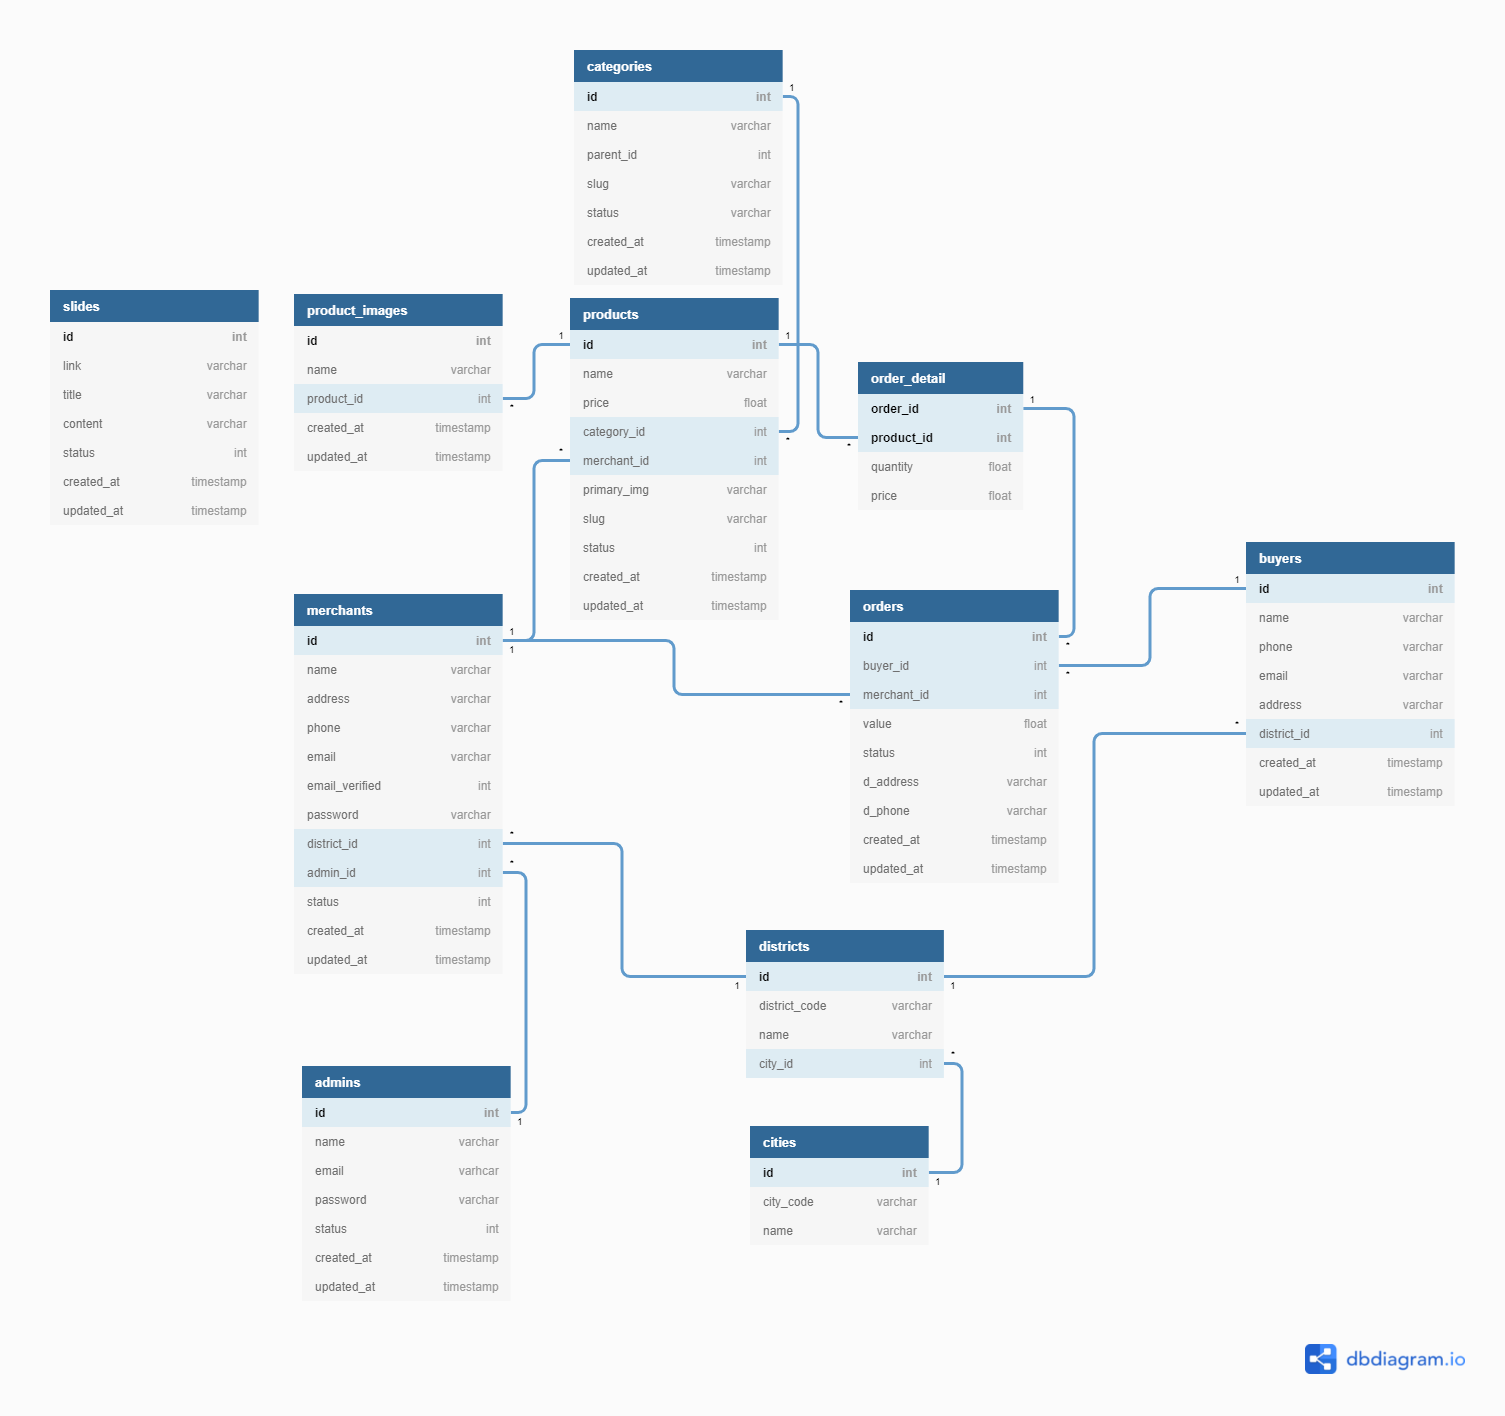 categories
id int
name varchar
parent_id int
slug varchar
status varchar
created_at timestamp
updated_at timestamp
slides
id int
link varchar
title varchar
content varchar
status int
created_at timestamp
updated_at timestamp
product_images
id int
name varchar
product_id int
created_at timestamp
updated_at timestamp
products
id int
name varchar
price float
category_id int
merchant_id int
primary_img varchar
slug varchar
status int
created_at timestamp
updated_at timestamp
order_detail
order_id int
product_id int
quantity float
price float
merchants
id int
name varchar
address varchar
phone varchar
email varchar
email_verified int
password varchar
district_id int
admin_id int
status int
created_at timestamp
updated_at timestamp
orders
id int
buyer_id int
merchant_id int
value float
status int
d_address varchar
d_phone varchar
created_at timestamp
updated_at timestamp
buyers
id int
name varchar
phone varchar
email varchar
address varchar
district_id int
created_at timestamp
updated_at timestamp
districts
id int
district_code varchar
name varchar
city_id int
admins
id int
name varchar
email varhcar
password varchar
status int
created_at timestamp
updated_at timestamp
cities
id int
city_code varchar
name varchar
1
*
1
*
1
*
1
*
1
*
1
*
1
*
1
*
1
*
1
*
1
*
dbdiagram.io